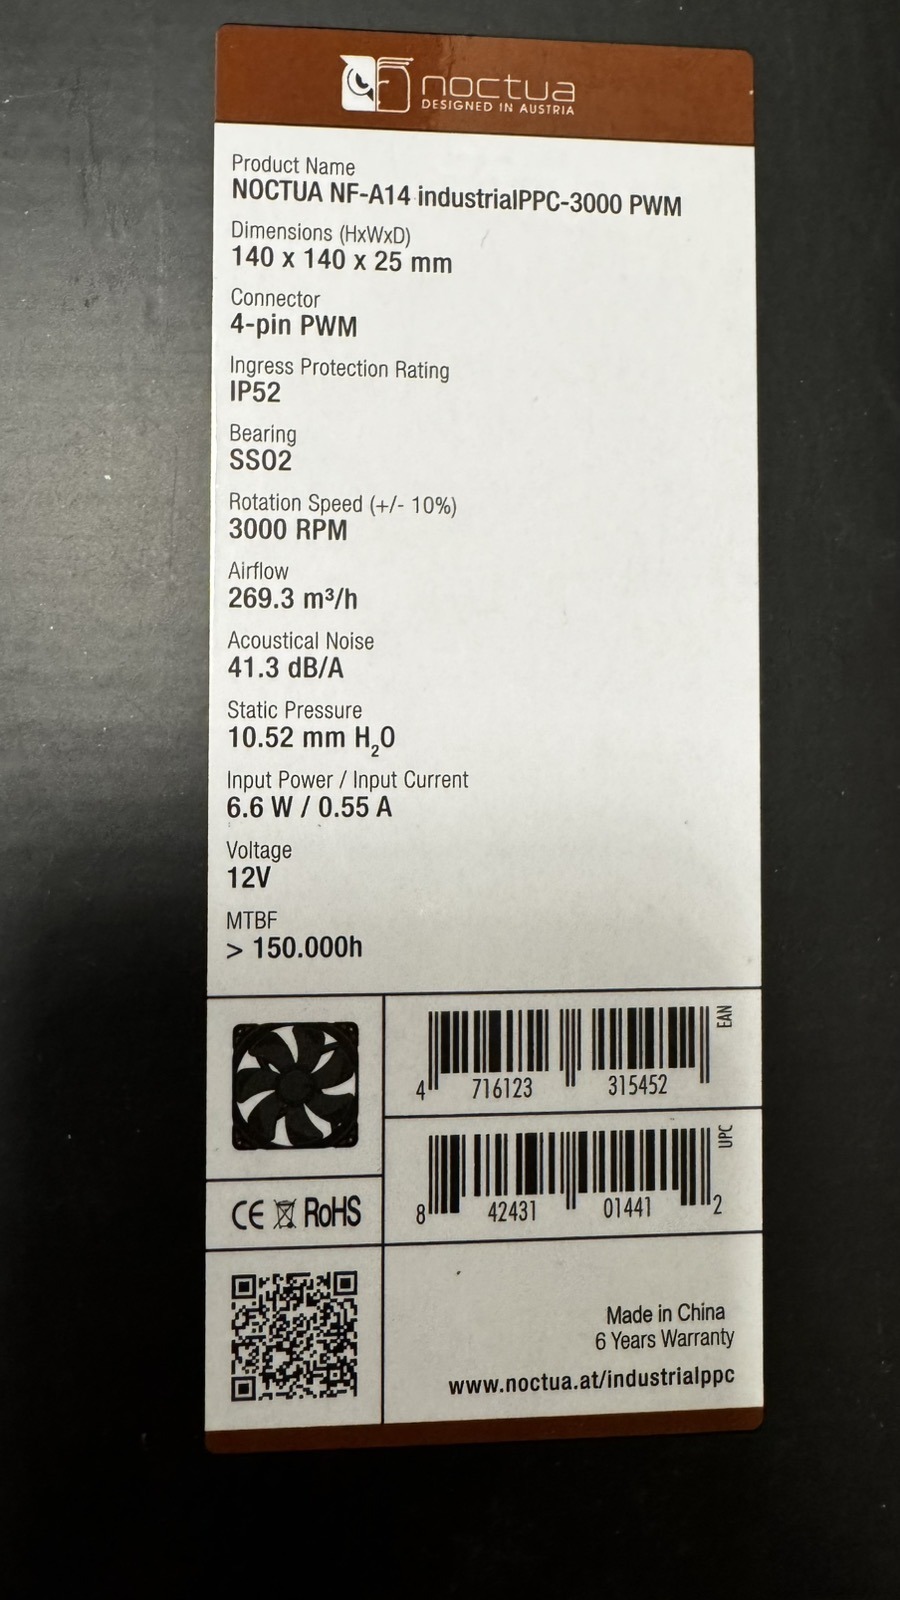 noctua
DESIGNED IN AUSTRIA
Product Name
NOCTUA NF-A14 industrialPPC-3000 PWM
Dimensions (HxWxD)
140 x 140 x 25 mm
Connector
4-pin PWM
Ingress Protection Rating
IP52
Bearing
SSO2
Rotation Speed (+/- 10%)
3000 RPM
Airflow
269.3 m³/h
Acoustical Noise
41.3 dB/A
Static Pressure
10.52 mm H₂O
Input Power / Input Current
6.6 W / 0.55 A
Voltage
12V
MTBF
> 150.000h
EAN
4 716123 315452
UPC
8 42431 01441 2
CE RoHS
Made in China
6 Years Warranty
www.noctua.at/industrialppc